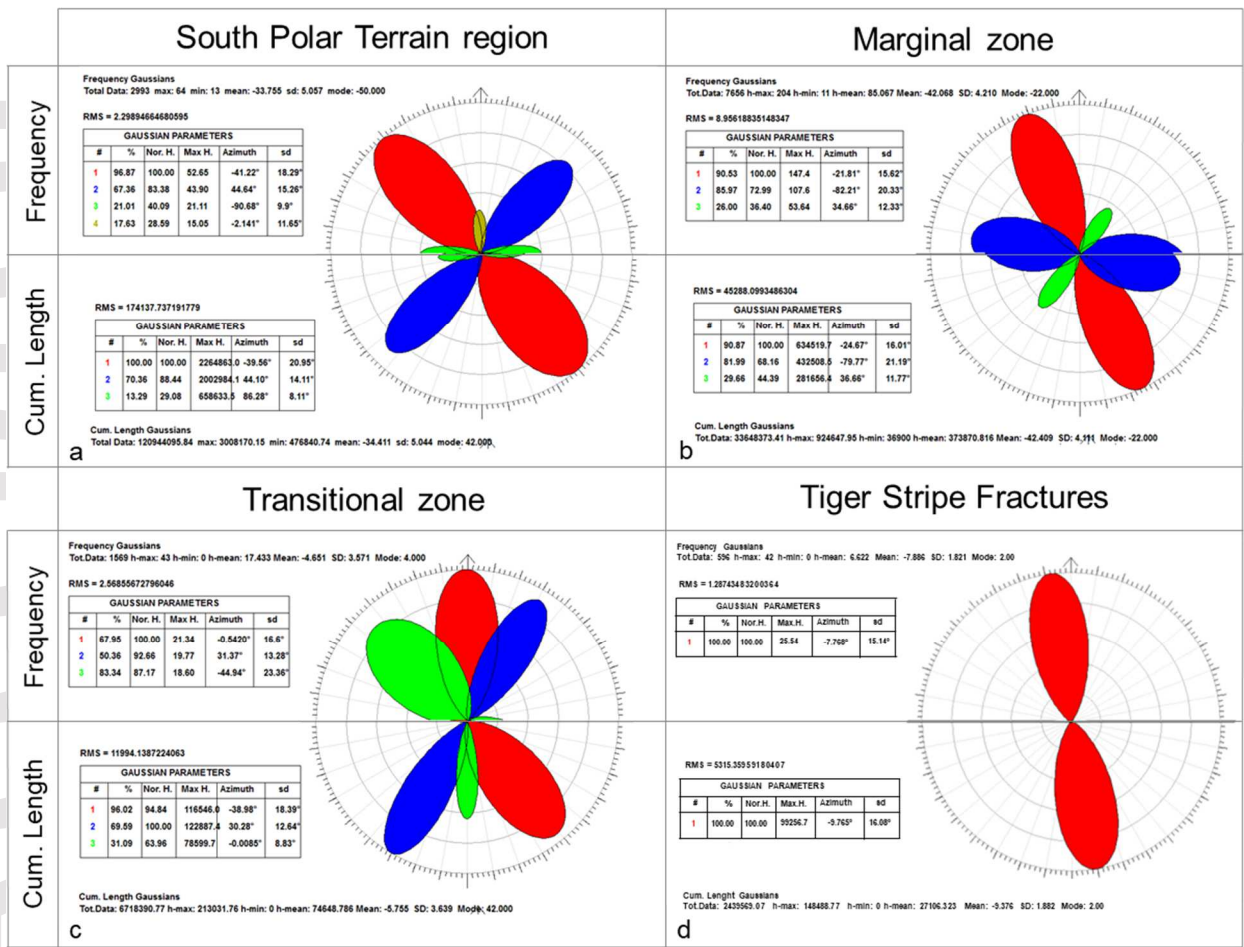 South Polar Terrain region
Marginal zone
Frequency
Cum. Length
Frequency Gaussians
Total Data: 2993 max: 64 min: 13 mean: -33.755 sd: 5.057 mode: -50.000
RMS = 2.29894664680595
GAUSSIAN PARAMETERS
# % Nor. H. Max H. Azimuth sd
1 96.87 100.00 52.65 -41.22° 18.29°
2 67.36 83.38 43.90 44.64° 15.26°
3 21.01 40.09 21.11 -90.68° 9.9°
4 17.63 28.59 15.05 -2.141° 11.65°
RMS = 174137.737191779
GAUSSIAN PARAMETERS
# % Nor. H. Max H. Azimuth sd
1 100.00 100.00 2264863.0 -39.56° 20.95°
2 70.36 88.44 2002984.1 44.10° 14.11°
3 13.29 29.08 658633.5 86.28° 8.11°
Cum. Length Gaussians
Total Data: 120944095.84 max: 3008170.15 min: 476840.74 mean: -34.411 sd: 5.044 mode: 42.000
a
Frequency Gaussians
Tot.Data: 7656 h-max: 204 h-min: 11 h-mean: 85.067 Mean: -42.068 SD: 4.210 Mode: -22.000
RMS = 8.95618835148347
GAUSSIAN PARAMETERS
# % Nor. H. Max H. Azimuth sd
1 90.53 100.00 147.4 -21.81° 15.62°
2 85.97 72.99 107.6 -82.21° 20.33°
3 26.00 36.40 53.64 34.66° 12.33°
RMS = 45288.0993486304
GAUSSIAN PARAMETERS
# % Nor. H. Max H. Azimuth sd
1 90.87 100.00 634519.7 -24.67° 16.01°
2 81.99 68.16 432508.5 -79.77° 21.19°
3 29.66 44.39 281656.4 36.66° 11.77°
Cum. Length Gaussians
Tot.Data: 33648373.41 h-max: 924647.95 h-min: 36900 h-mean: 373870.816 Mean: -42.409 SD: 4.111 Mode: -22.000
b
Transitional zone
Tiger Stripe Fractures
Frequency
Cum. Length
Frequency Gaussians
Tot.Data: 1569 h-max: 43 h-min: 0 h-mean: 17.433 Mean: -4.651 SD: 3.571 Mode: 4.000
RMS = 2.56855672796046
GAUSSIAN PARAMETERS
# % Nor. H. Max H. Azimuth sd
1 67.95 100.00 21.34 -0.5420° 16.6°
2 50.36 92.66 19.77 31.37° 13.28°
3 83.34 87.17 18.60 -44.94° 23.36°
RMS = 11994.1387224063
GAUSSIAN PARAMETERS
# % Nor. H. Max H. Azimuth sd
1 96.02 94.84 116546.0 -38.98° 18.39°
2 69.59 100.00 122887.4 30.28° 12.64°
3 31.09 63.96 78599.7 -0.0085° 8.83°
Cum. Length Gaussians
Tot.Data: 6718390.77 h-max: 213031.76 h-min: 0 h-mean: 74648.786 Mean: -5.755 SD: 3.639 Mode: 42.000
c
Frequency Gaussians
Tot.Data: 596 h-max: 42 h-min: 0 h-mean: 6.622 Mean: -7.886 SD: 1.821 Mode: 2.00
RMS = 1.28743483200364
GAUSSIAN PARAMETERS
# % Nor.H. Max.H. Azimuth sd
1 100.00 100.00 25.54 -7.768° 15.14°
RMS = 5315.35959180407
GAUSSIAN PARAMETERS
# % Nor.H. Max.H. Azimuth sd
1 100.00 100.00 99256.7 -9.765° 16.08°
Cum. Lenght Gaussians
Tot.Data: 2439569.07 h-max: 148488.77 h-min: 0 h-mean: 27106.323 Mean: -9.376 SD: 1.882 Mode: 2.00
d